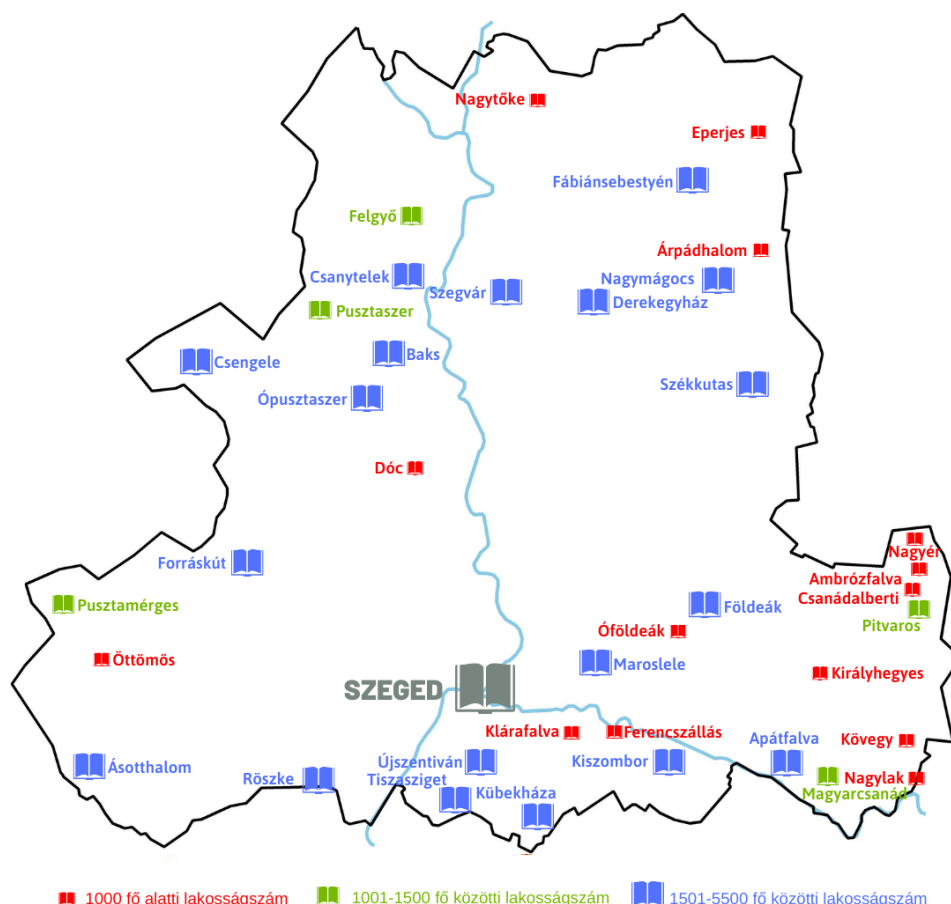 Nagytőke
Eperjes
Fábiánsebestyén
Felgyő
Árpádhalom
Csanytelek
Nagymágocs
Szegvár
Derekegyház
Pusztaszer
Baks
Csengele
Székkutas
Ópusztaszer
Dóc
Nagyér
Forráskút
Ambrózfalva
Csanádalberti
Pusztamérges
Földeák
Pitvaros
Óföldeák
Öttömös
Maroslele
Királyhegyes
SZEGED
Klárafalva
Ferencszállás
Apátfalva
Kövegy
Újszentiván
Kiszombor
Ásotthalom
Röszke
Tiszasziget
Nagylak
Kübekháza
Magyarcsanád
1000 fő alatti lakosságszám
1001-1500 fő közötti lakosságszám
1501-5500 fő közötti lakosságszám